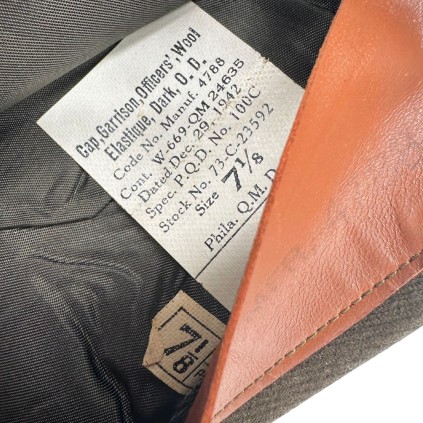 Cap, Garrison, Officers', Wool
Elastique, Dark, O. D.
Code No. Manuf. 4788
Cont. W-669-QM 24635
Dated Dec. 29, 1942
Spec. P.Q.D. No. 100C
Stock No. 73-C-23592
Size 7 1/8
Phila. Q.M.D
7 1/8